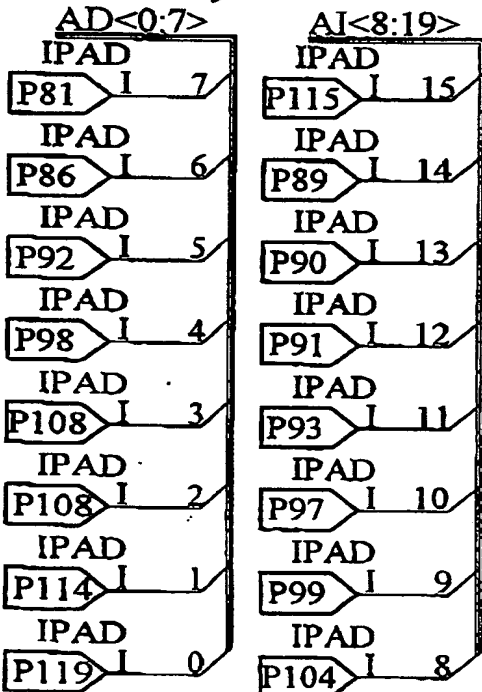 AD<0:7>
IPAD
P81 I 7
IPAD
P86 I 6
IPAD
P92 I 5
IPAD
P98 I 4
IPAD
P108 I 3
IPAD
P108 I 2
IPAD
P114 I 1
IPAD
P119 I 0
AI<8:19>
IPAD
P115 I 15
IPAD
P89 I 14
IPAD
P90 I 13
IPAD
P91 I 12
IPAD
P93 I 11
IPAD
P97 I 10
IPAD
P99 I 9
IPAD
P104 I 8